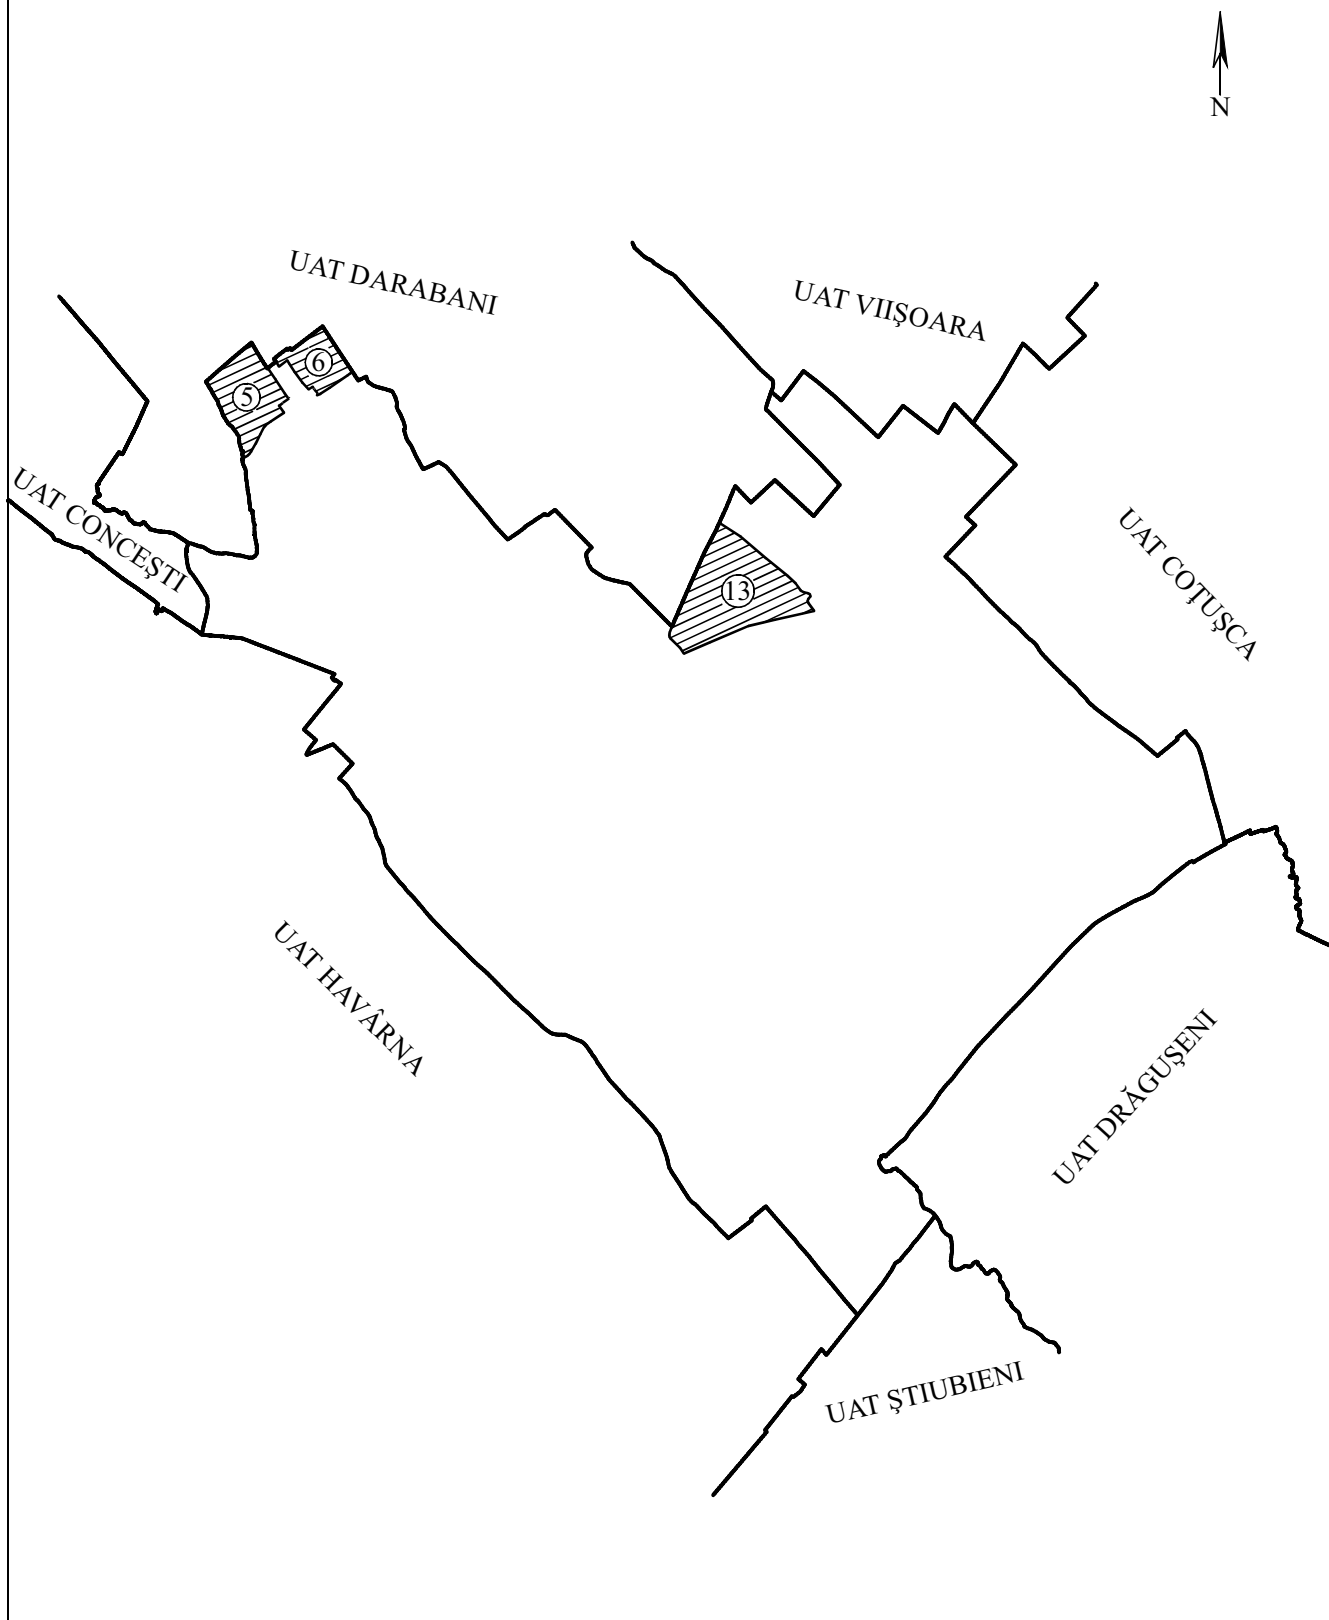 N
UAT DARABANI
UAT VIIŞOARA
6
5
UAT CONCEŞTI
UAT COŢUŞCA
13
UAT HAVÂRNA
UAT DRĂGUŞENI
UAT ŞTIUBIENI